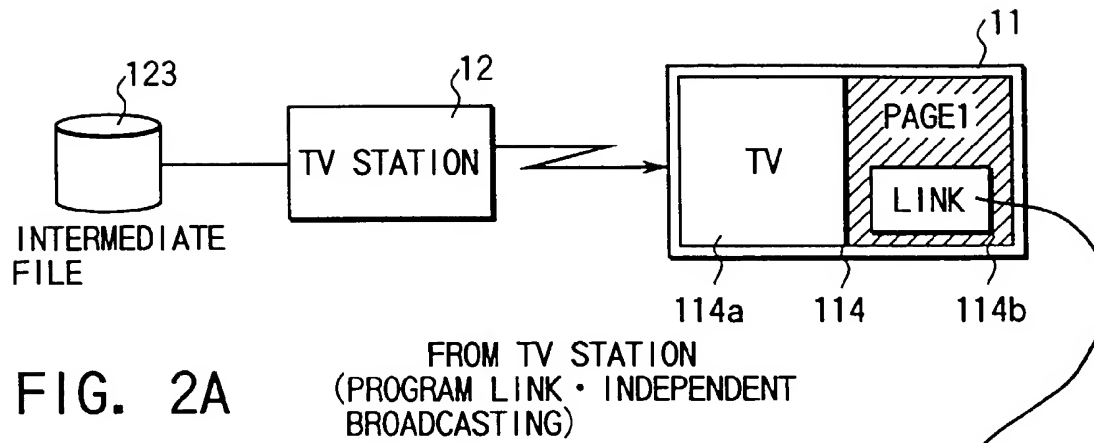 123
12
11
TV STATION
TV
PAGE1
LINK
INTERMEDIATE
FILE
114a
114
114b
FIG. 2A
FROM TV STATION
(PROGRAM LINK・INDEPENDENT
BROADCASTING)